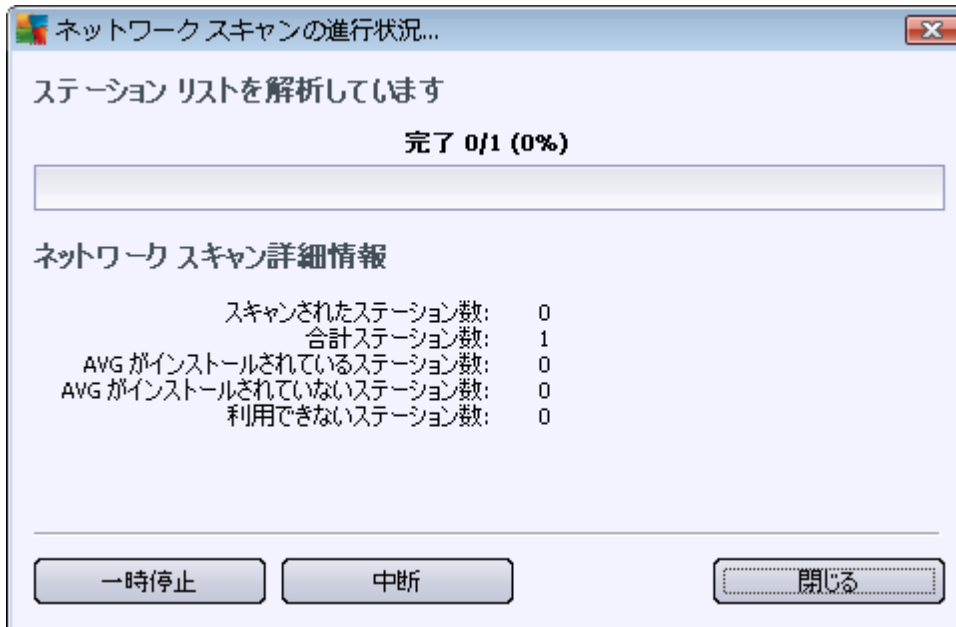 ネットワーク スキャンの進行状況...
ステーション リストを解析しています
完了 0/1 (0%)
ネットワーク スキャン詳細情報
スキャンされたステーション数: 0
合計ステーション数: 1
AVG がインストールされているステーション数: 0
AVG がインストールされていないステーション数: 0
利用できないステーション数: 0
一時停止 中断 閉じる